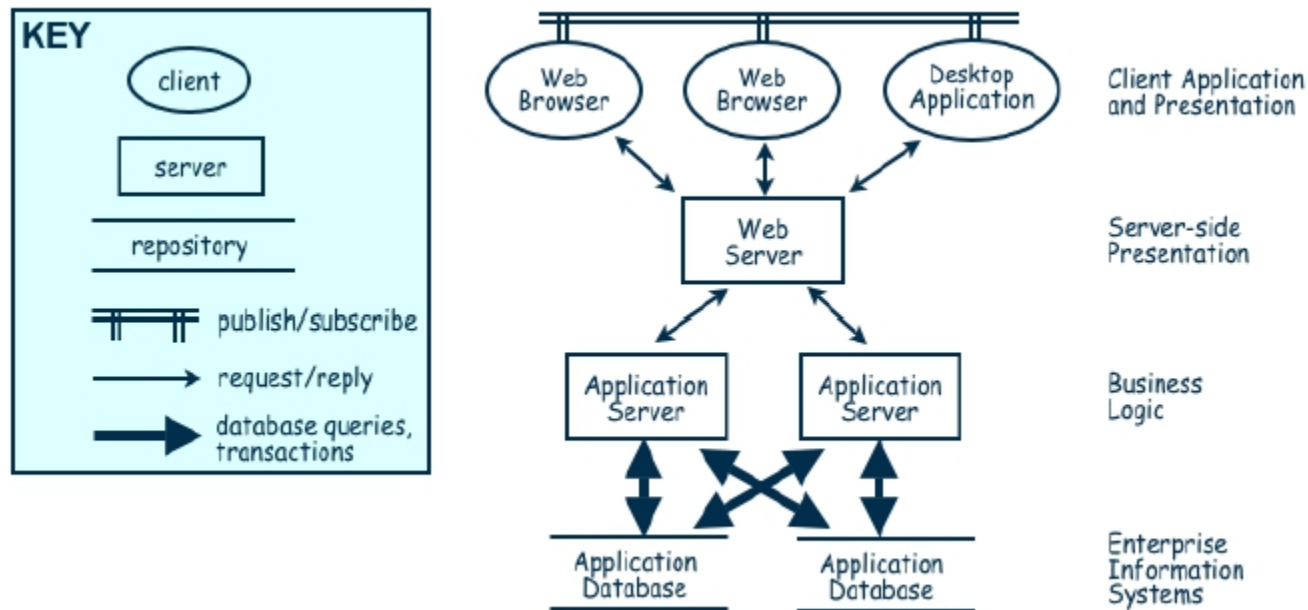 KEY
client
server
repository
publish/subscribe
request/reply
database queries,
transactions
Web
Browser
Web
Browser
Desktop
Application
Client Application
and Presentation
Web
Server
Server-side
Presentation
Application
Server
Application
Server
Business
Logic
Application
Database
Application
Database
Enterprise
Information
Systems